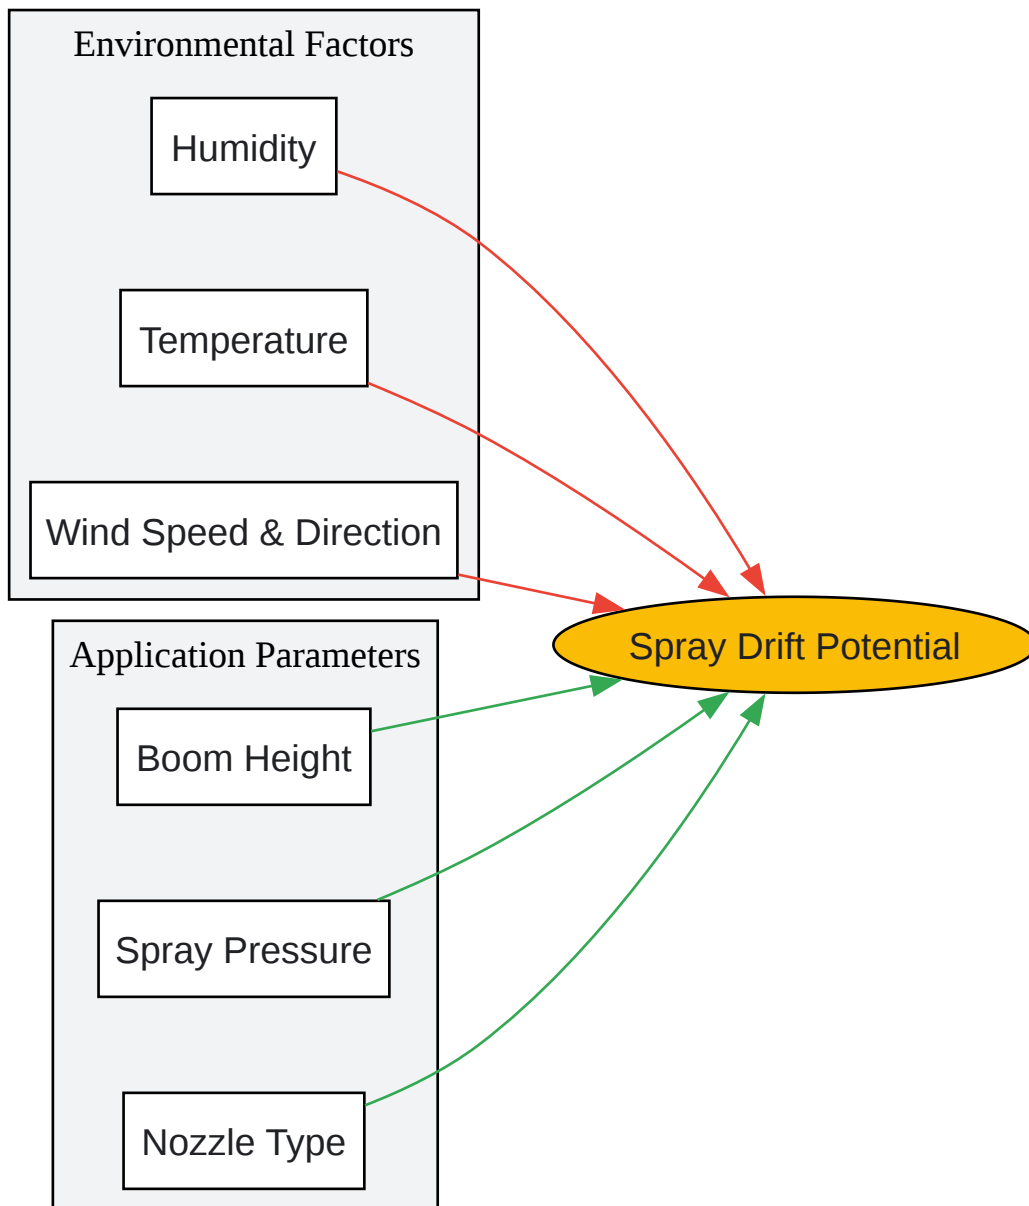 Environmental Factors
Humidity
Temperature
Wind Speed & Direction
Spray Drift Potential
Application Parameters
Boom Height
Spray Pressure
Nozzle Type